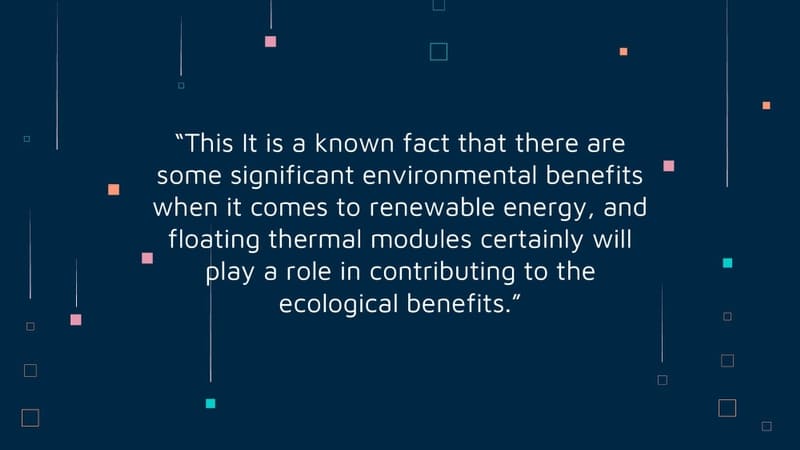 “This It is a known fact that there are
some significant environmental benefits
when it comes to renewable energy, and
floating thermal modules certainly will
play a role in contributing to the
ecological benefits.”